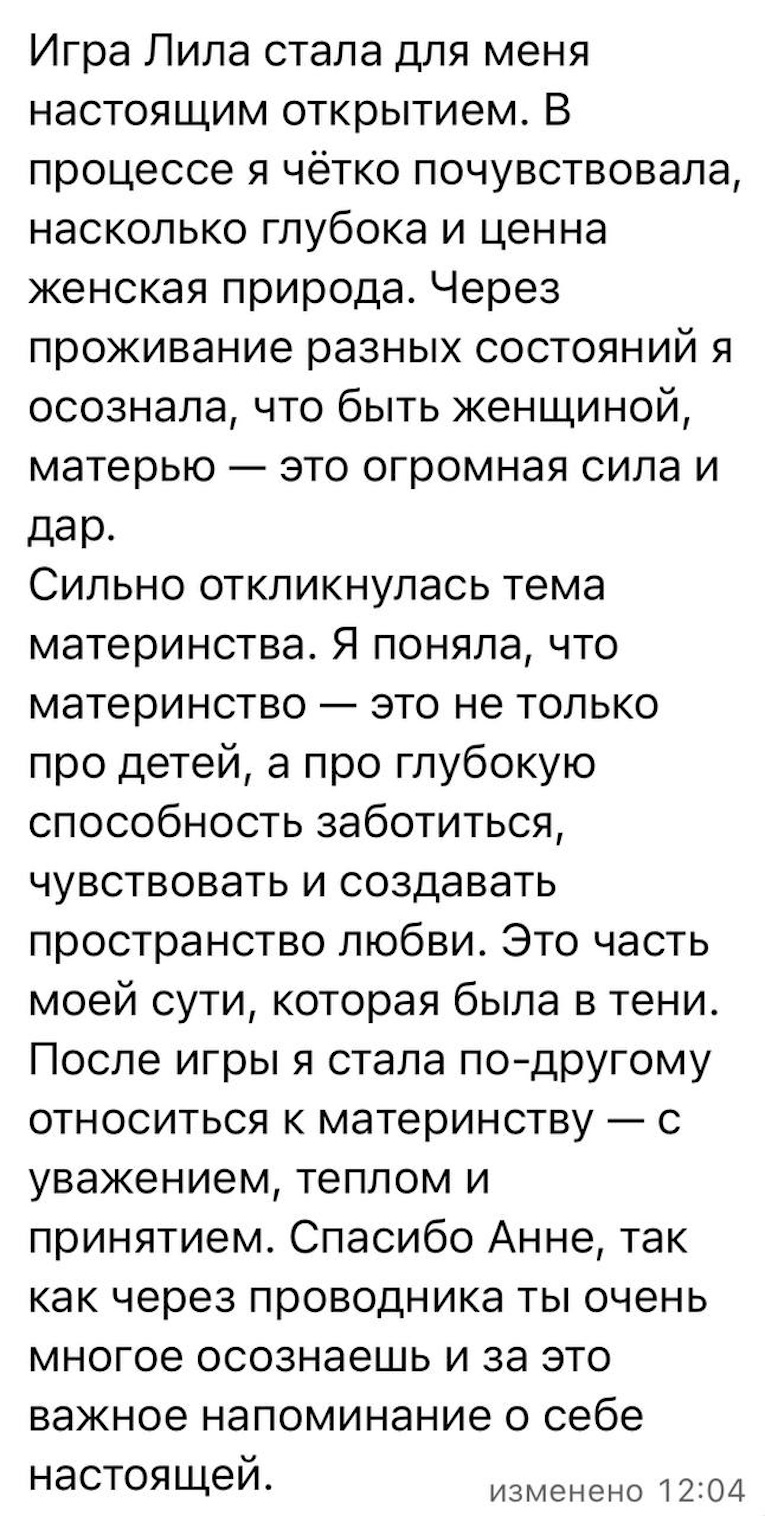 Игра Лила стала для меня
настоящим открытием. В
процессе я чётко почувствовала,
насколько глубока и ценна
женская природа. Через
проживание разных состояний я
осознала, что быть женщиной,
матерью — это огромная сила и
дар.
Сильно откликнулась тема
материнства. Я поняла, что
материнство — это не только
про детей, а про глубокую
способность заботиться,
чувствовать и создавать
пространство любви. Это часть
моей сути, которая была в тени.
После игры я стала по-другому
относиться к материнству — с
уважением, теплом и
принятием. Спасибо Анне, так
как через проводника ты очень
многое осознаешь и за это
важное напоминание о себе
настоящей.
изменено 12:04